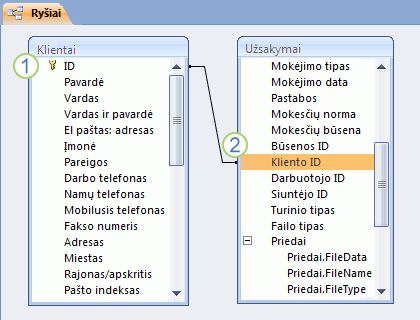 Ryšiai
Klientai
1
ID
Pavardė
Vardas
Vardas ir pavardė
El paštas: adresas
Įmonė
Pareigos
Darbo telefonas
Namų telefonas
Mobilusis telefonas
Fakso numeris
Adresas
Miestas
Rajonas/apskritis
Pašto indeksas
Užsakymai
Mokėjimo tipas
Mokėjimo data
Pastabos
Mokesčių norma
Mokesčių būsena
2
Būsenos ID
Kliento ID
Darbuotojo ID
Siuntėjo ID
Turinio tipas
Failo tipas
Priedai
Priedai.FileData
Priedai.FileName
Priedai.FileType